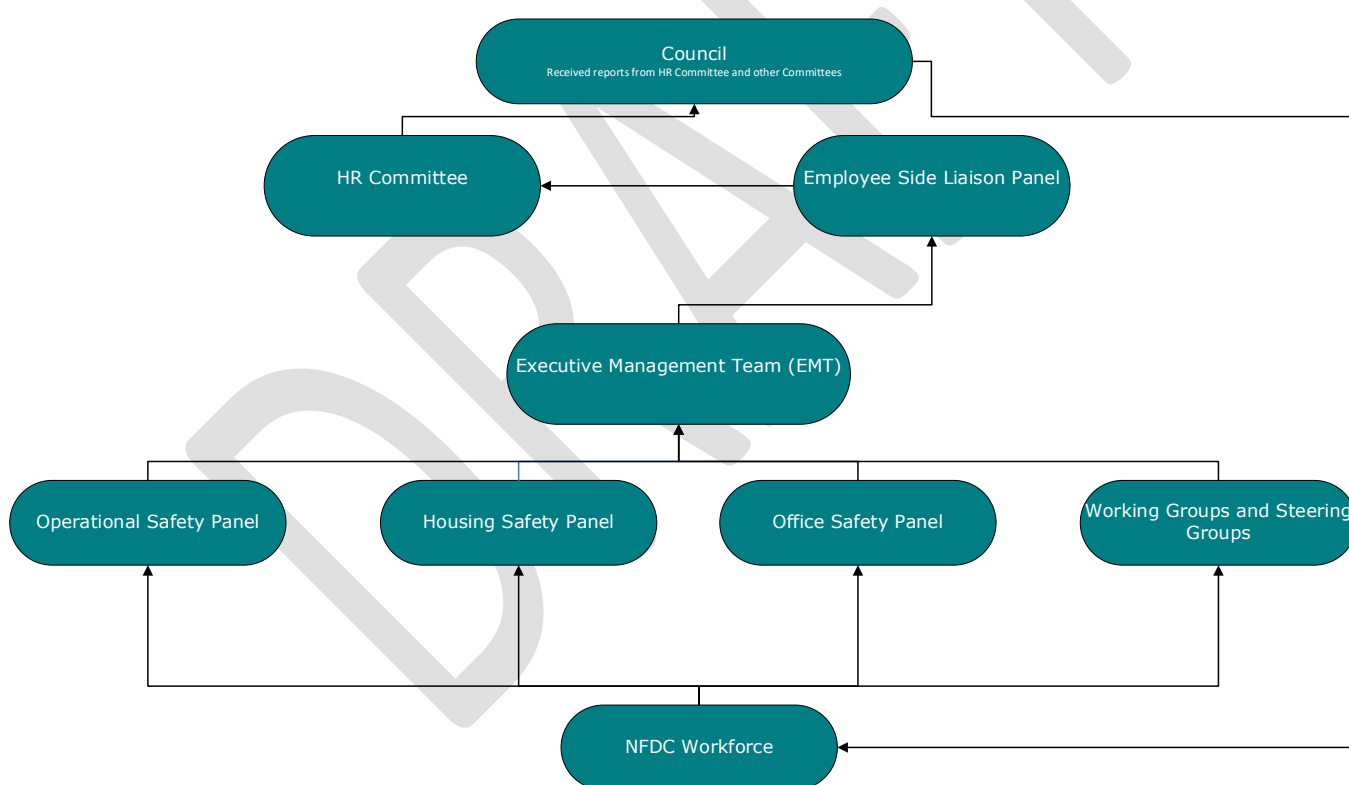 Council
Received reports from HR Committee and other Committees
HR Committee
Employee Side Liaison Panel
Executive Management Team (EMT)
Operational Safety Panel
Housing Safety Panel
Office Safety Panel
Working Groups and Steering
Groups
NFDC Workforce
DRAFT